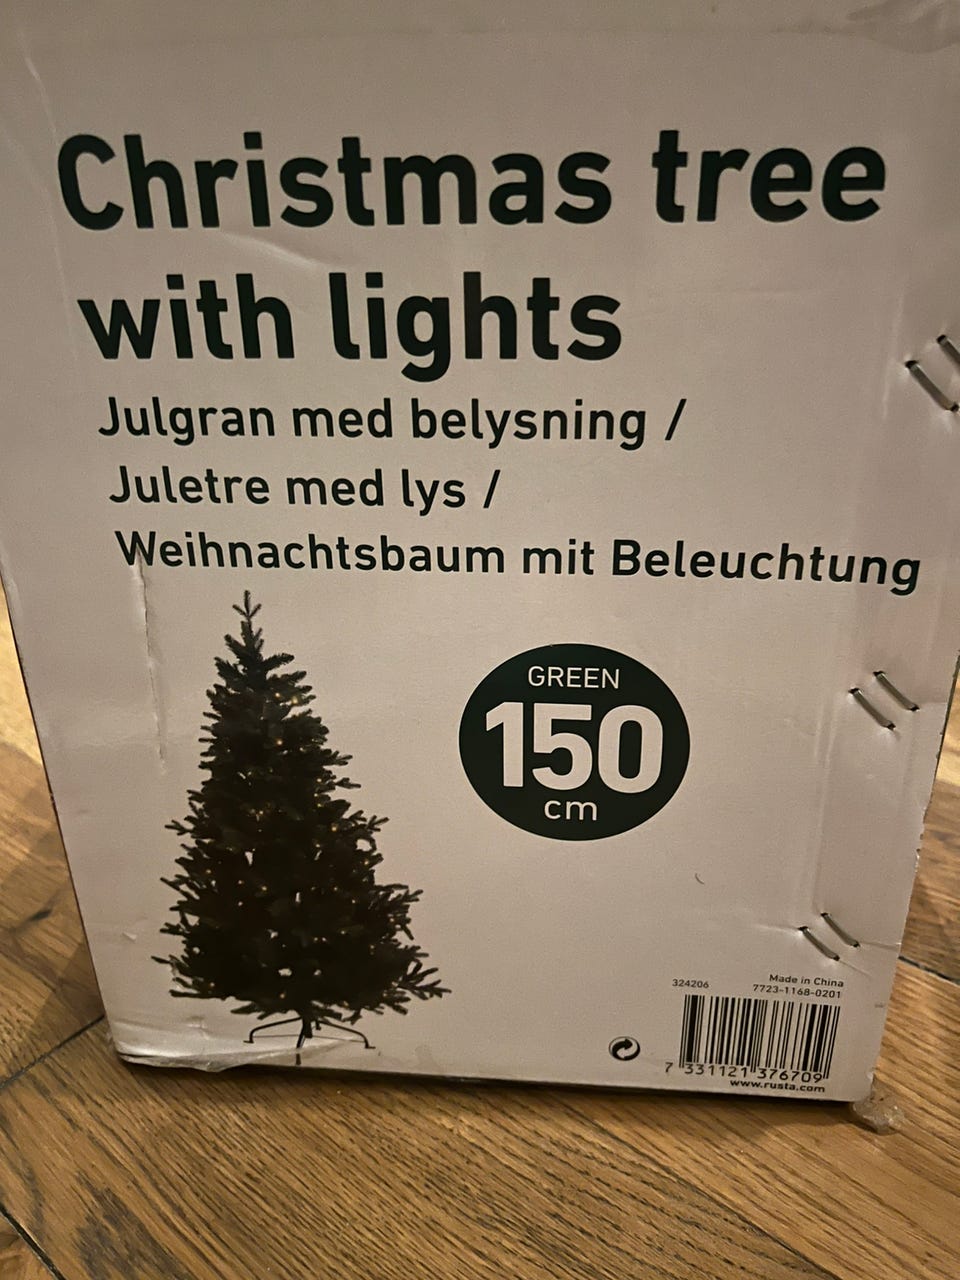 Christmas tree
with lights
Julgran med belysning /
Juletre med lys /
Weihnachtsbaum mit Beleuchtung
GREEN
150
cm
324206
Made in China
7723-1168-0201
7 331121 376709
www.rusta.com